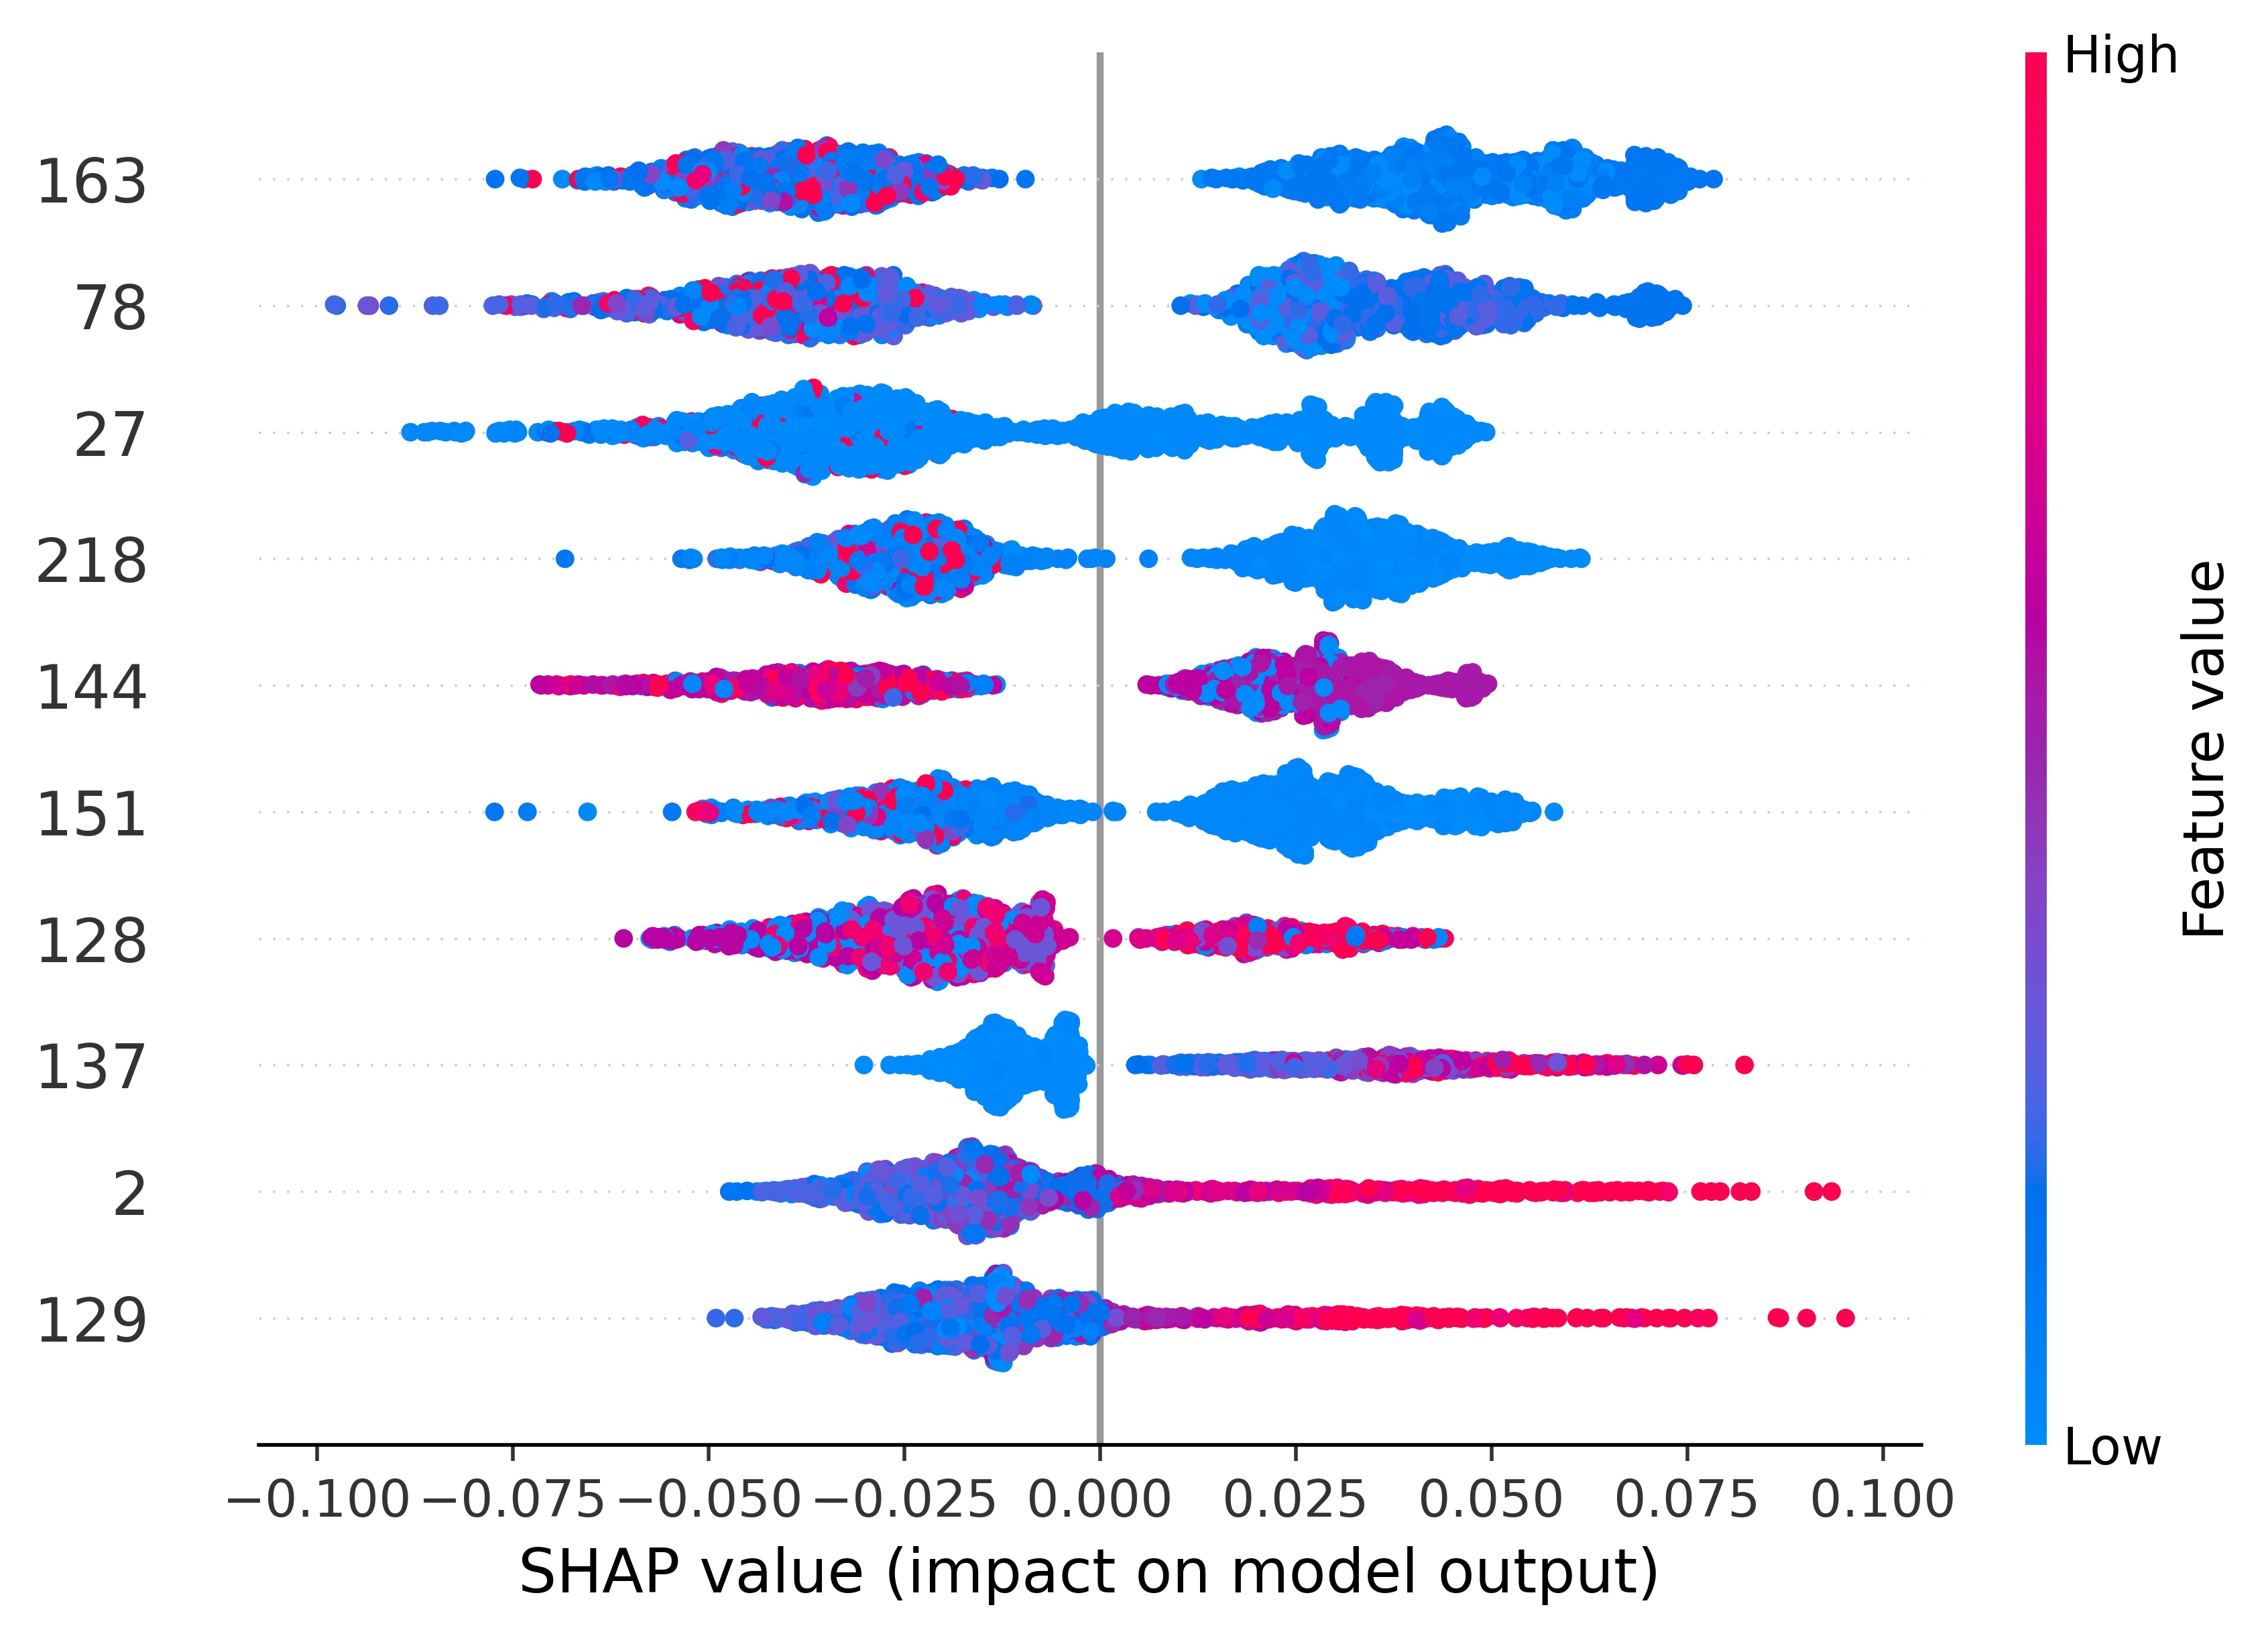 High
163
78
27
218
144
151
128
137
2
129
Feature value
Low
−0.100 −0.075 −0.050 −0.025 0.000 0.025 0.050 0.075 0.100
SHAP value (impact on model output)